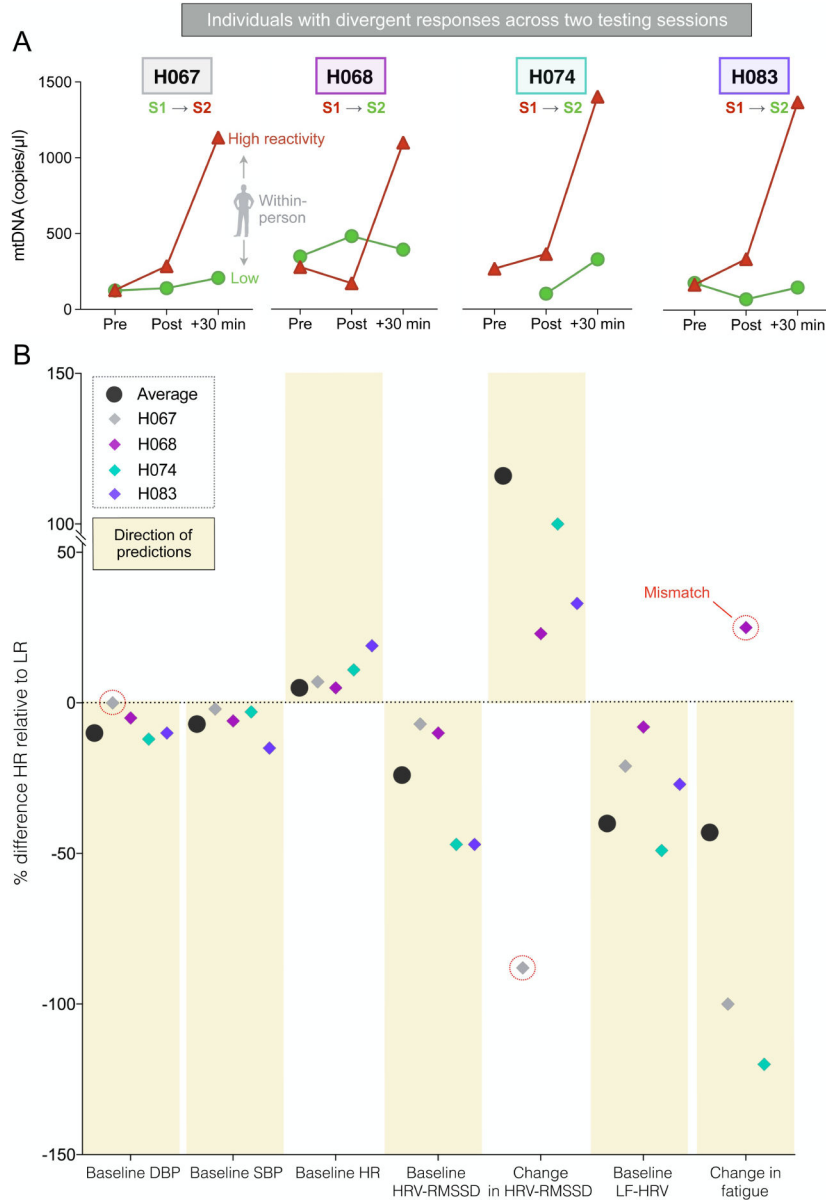 Individuals with divergent responses across two testing sessions
A
H067
H068
H074
H083
S1 → S2
S1 → S2
S1 → S2
S1 → S2
mtDNA (copies/µl)
1500
1000
500
0
High reactivity
Within-
person
Low
Pre Post +30 min
Pre Post +30 min
Pre Post +30 min
Pre Post +30 min
B
% difference HR relative to LR
150
100
50
0
-50
-100
-150
Average
H067
H068
H074
H083
Direction of
predictions
Mismatch
Baseline DBP
Baseline SBP
Baseline HR
Baseline
HRV-RMSSD
Change
in HRV-RMSSD
Baseline
LF-HRV
Change in
fatigue